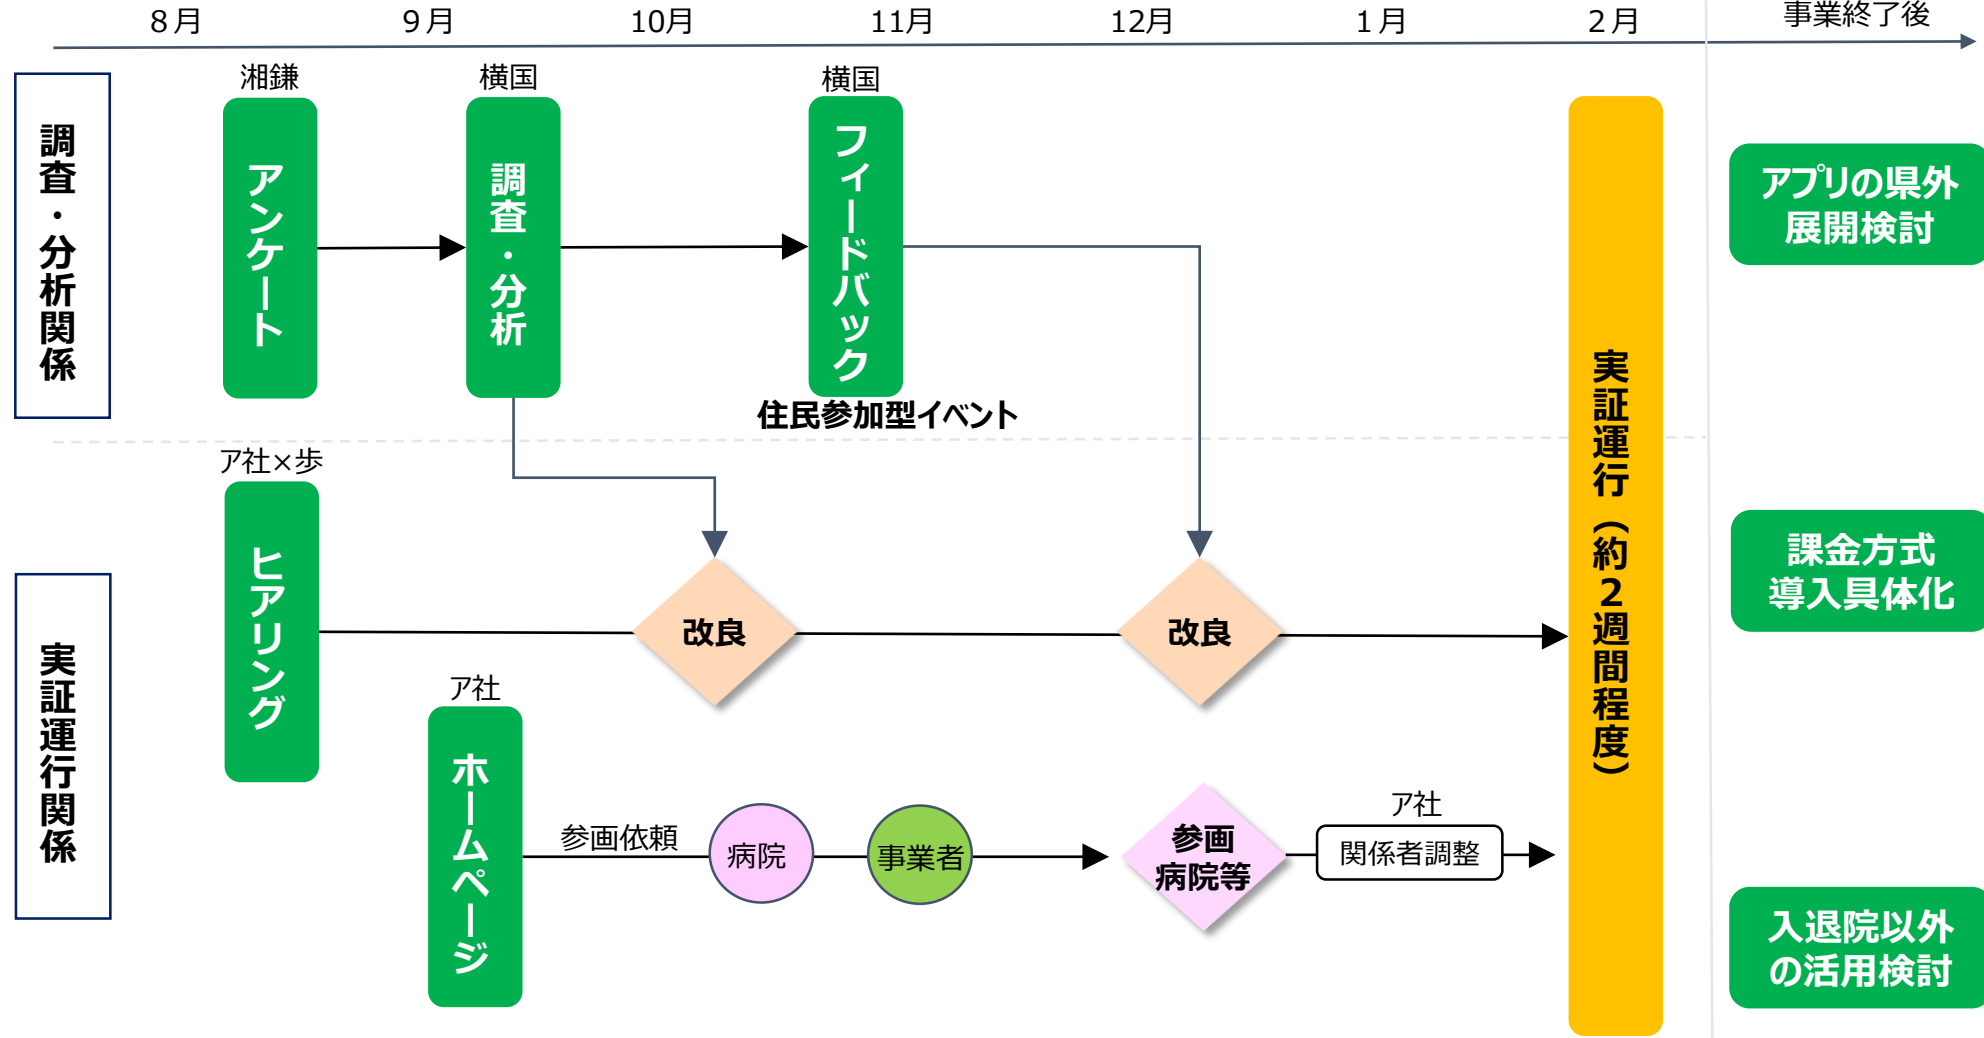 ８月
９月
10月
11月
12月
１月
２月
事業終了後
調査・分析関係
湘鎌
アンケート
横国
調査・分析
横国
フィードバック
住民参加型イベント
実証運行（約２週間程度）
アプリの県外
展開検討
実証運行関係
ア社×歩
ヒアリング
改良
改良
課金方式
導入具体化
ア社
ホームページ
参画依頼
病院
事業者
参画
病院等
ア社
関係者調整
入退院以外
の活用検討